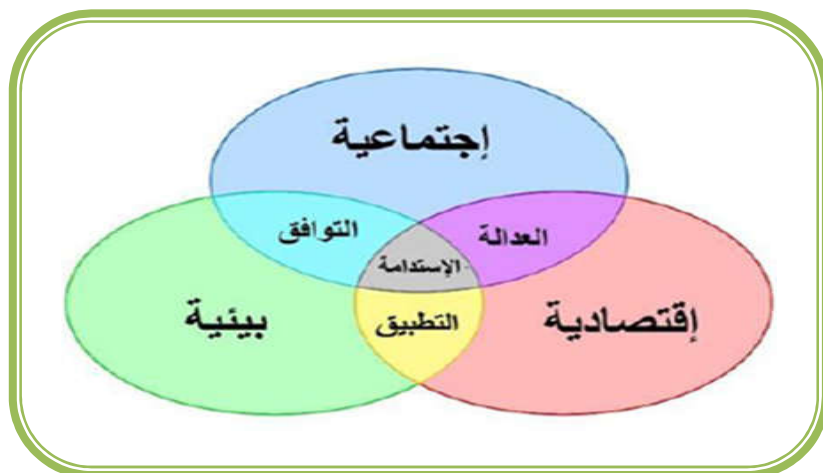 إجتماعية
العدالة
التوافق
الإستدامة
إقتصادية
التطبيق
بيئية